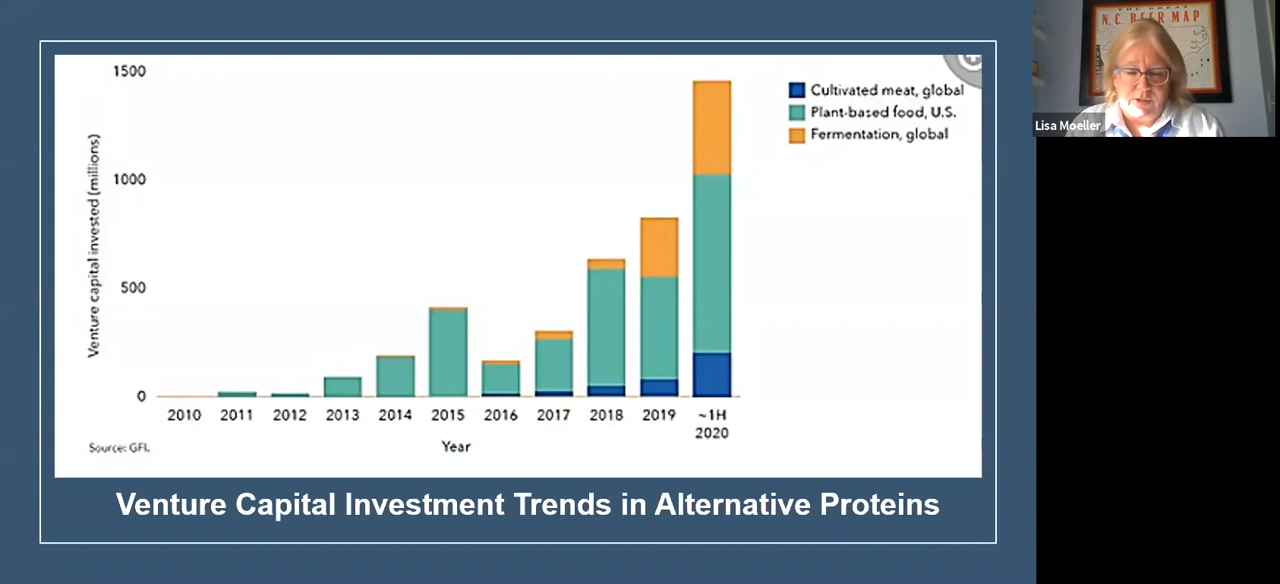 1500
1000
500
0
Venture capital invested (millions)
Cultivated meat, global
Plant-based food, U.S.
Fermentation, global
2010 2011 2012 2013 2014 2015 2016 2017 2018 2019 ~1H
2020
Year
Source: GFI.
Venture Capital Investment Trends in Alternative Proteins
N.C. BEER MAP
Lisa Moeller